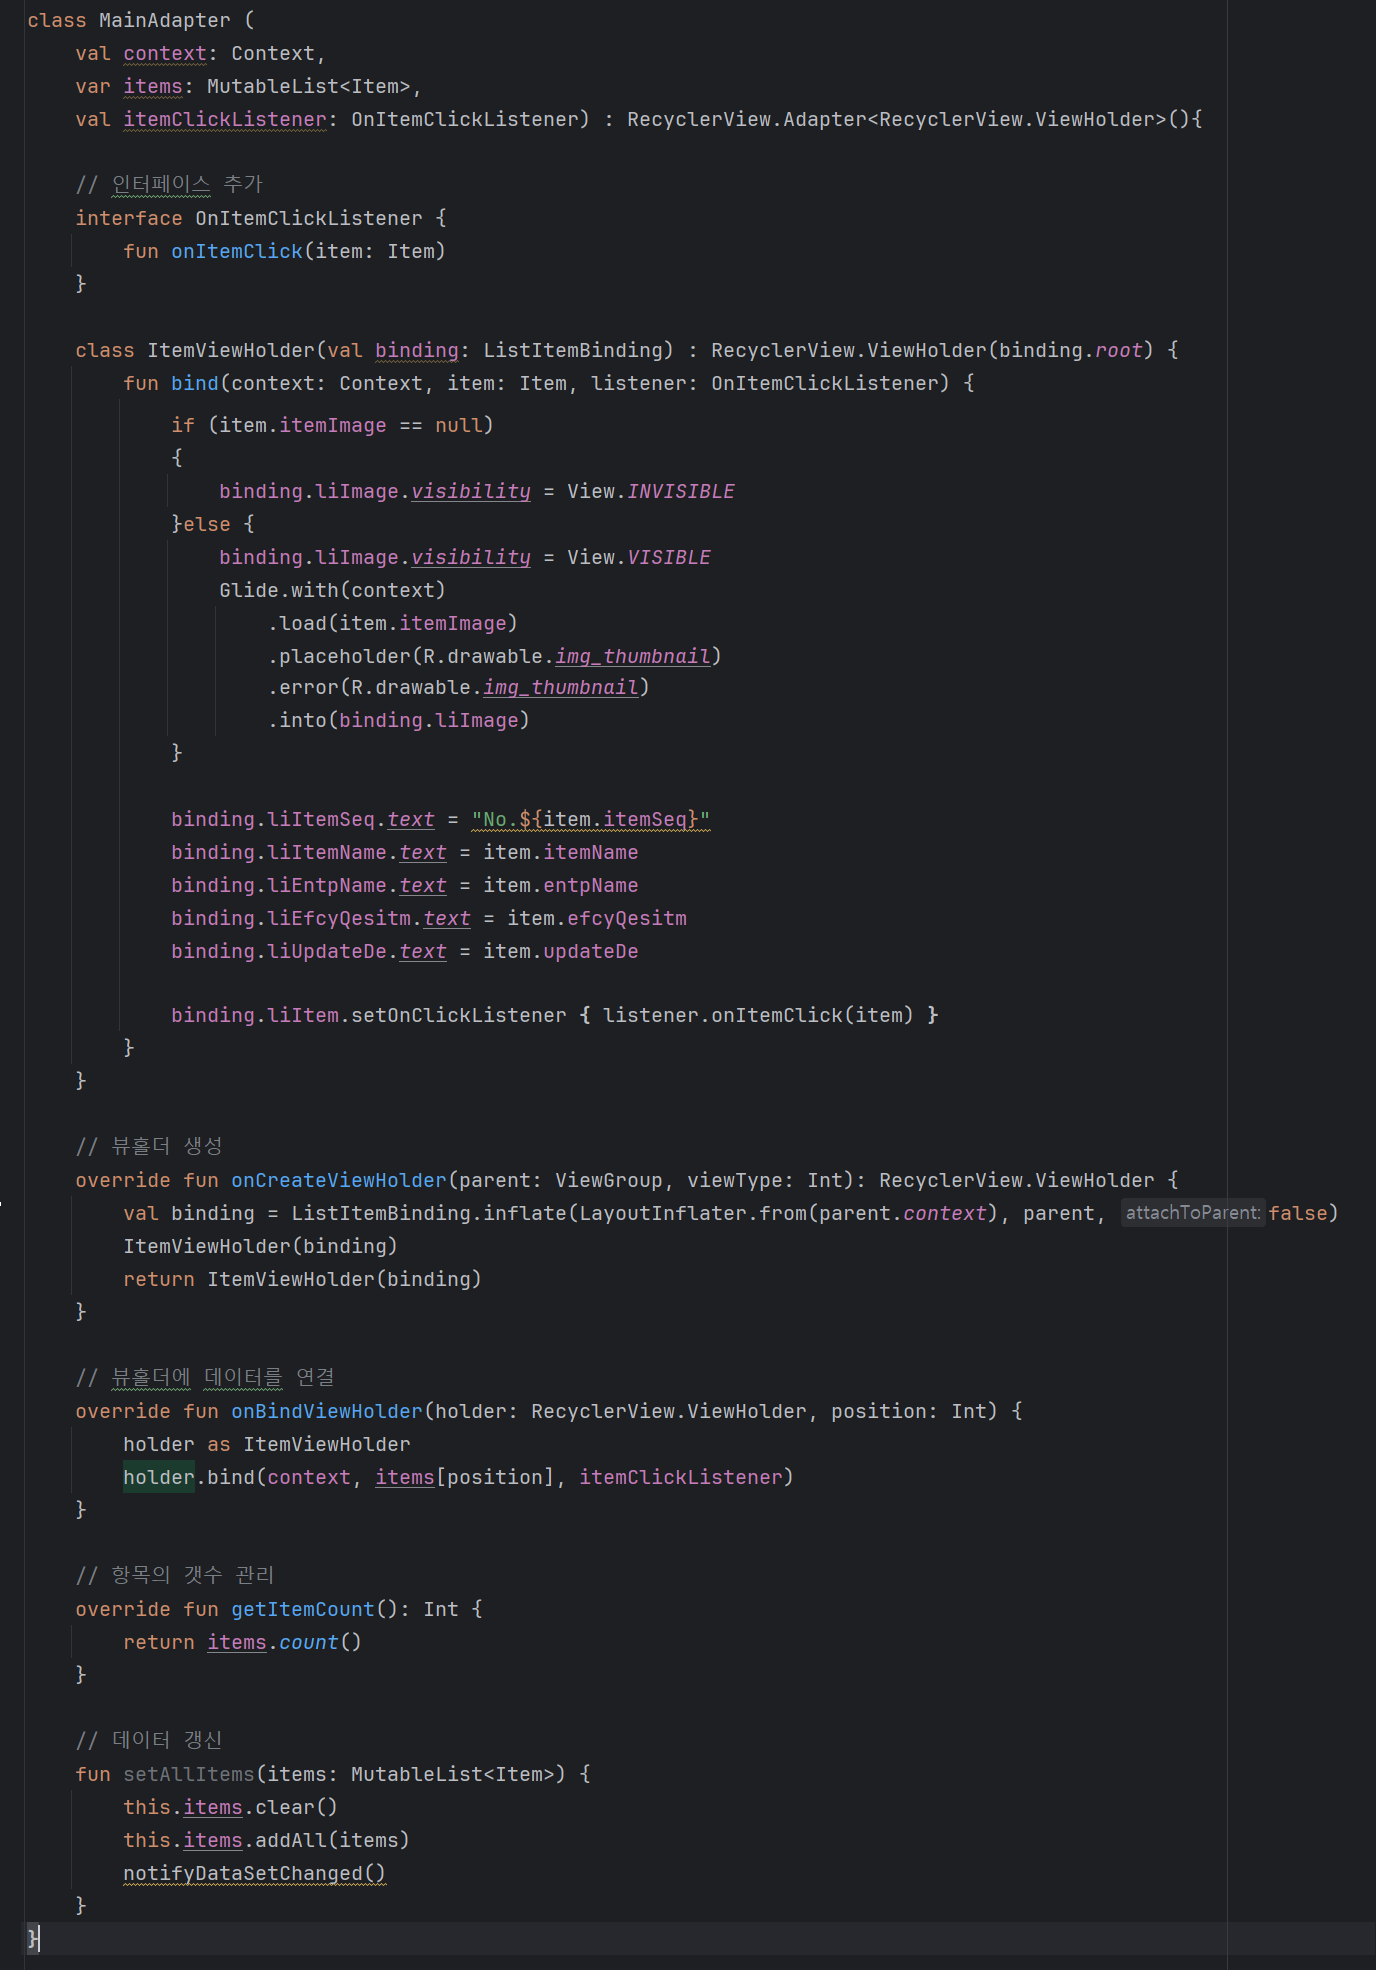 class MainAdapter (
    val context: Context,
    var items: MutableList<Item>,
    val itemClickListener: OnItemClickListener) : RecyclerView.Adapter<RecyclerView.ViewHolder>(){

    // 인터페이스 추가
    interface OnItemClickListener {
        fun onItemClick(item: Item)
    }

    class ItemViewHolder(val binding: ListItemBinding) : RecyclerView.ViewHolder(binding.root) {
        fun bind(context: Context, item: Item, listener: OnItemClickListener) {
            if (item.itemImage == null)
            {
                binding.liImage.visibility = View.INVISIBLE
            }else {
                binding.liImage.visibility = View.VISIBLE
                Glide.with(context)
                    .load(item.itemImage)
                    .placeholder(R.drawable.img_thumbnail)
                    .error(R.drawable.img_thumbnail)
                    .into(binding.liImage)
            }

            binding.liItemSeq.text = "No.${item.itemSeq}"
            binding.liItemName.text = item.itemName
            binding.liEntpName.text = item.entpName
            binding.liEfcyQesitm.text = item.efcyQesitm
            binding.liUpdateDe.text = item.updateDe

            binding.liItem.setOnClickListener { listener.onItemClick(item) }
        }
    }

    // 뷰홀더 생성
    override fun onCreateViewHolder(parent: ViewGroup, viewType: Int): RecyclerView.ViewHolder {
        val binding = ListItemBinding.inflate(LayoutInflater.from(parent.context), parent, attachToParent: false)
        ItemViewHolder(binding)
        return ItemViewHolder(binding)
    }

    // 뷰홀더에 데이터를 연결
    override fun onBindViewHolder(holder: RecyclerView.ViewHolder, position: Int) {
        holder as ItemViewHolder
        holder.bind(context, items[position], itemClickListener)
    }

    // 항목의 갯수 관리
    override fun getItemCount(): Int {
        return items.count()
    }

    // 데이터 갱신
    fun setAllItems(items: MutableList<Item>) {
        this.items.clear()
        this.items.addAll(items)
        notifyDataSetChanged()
    }
}